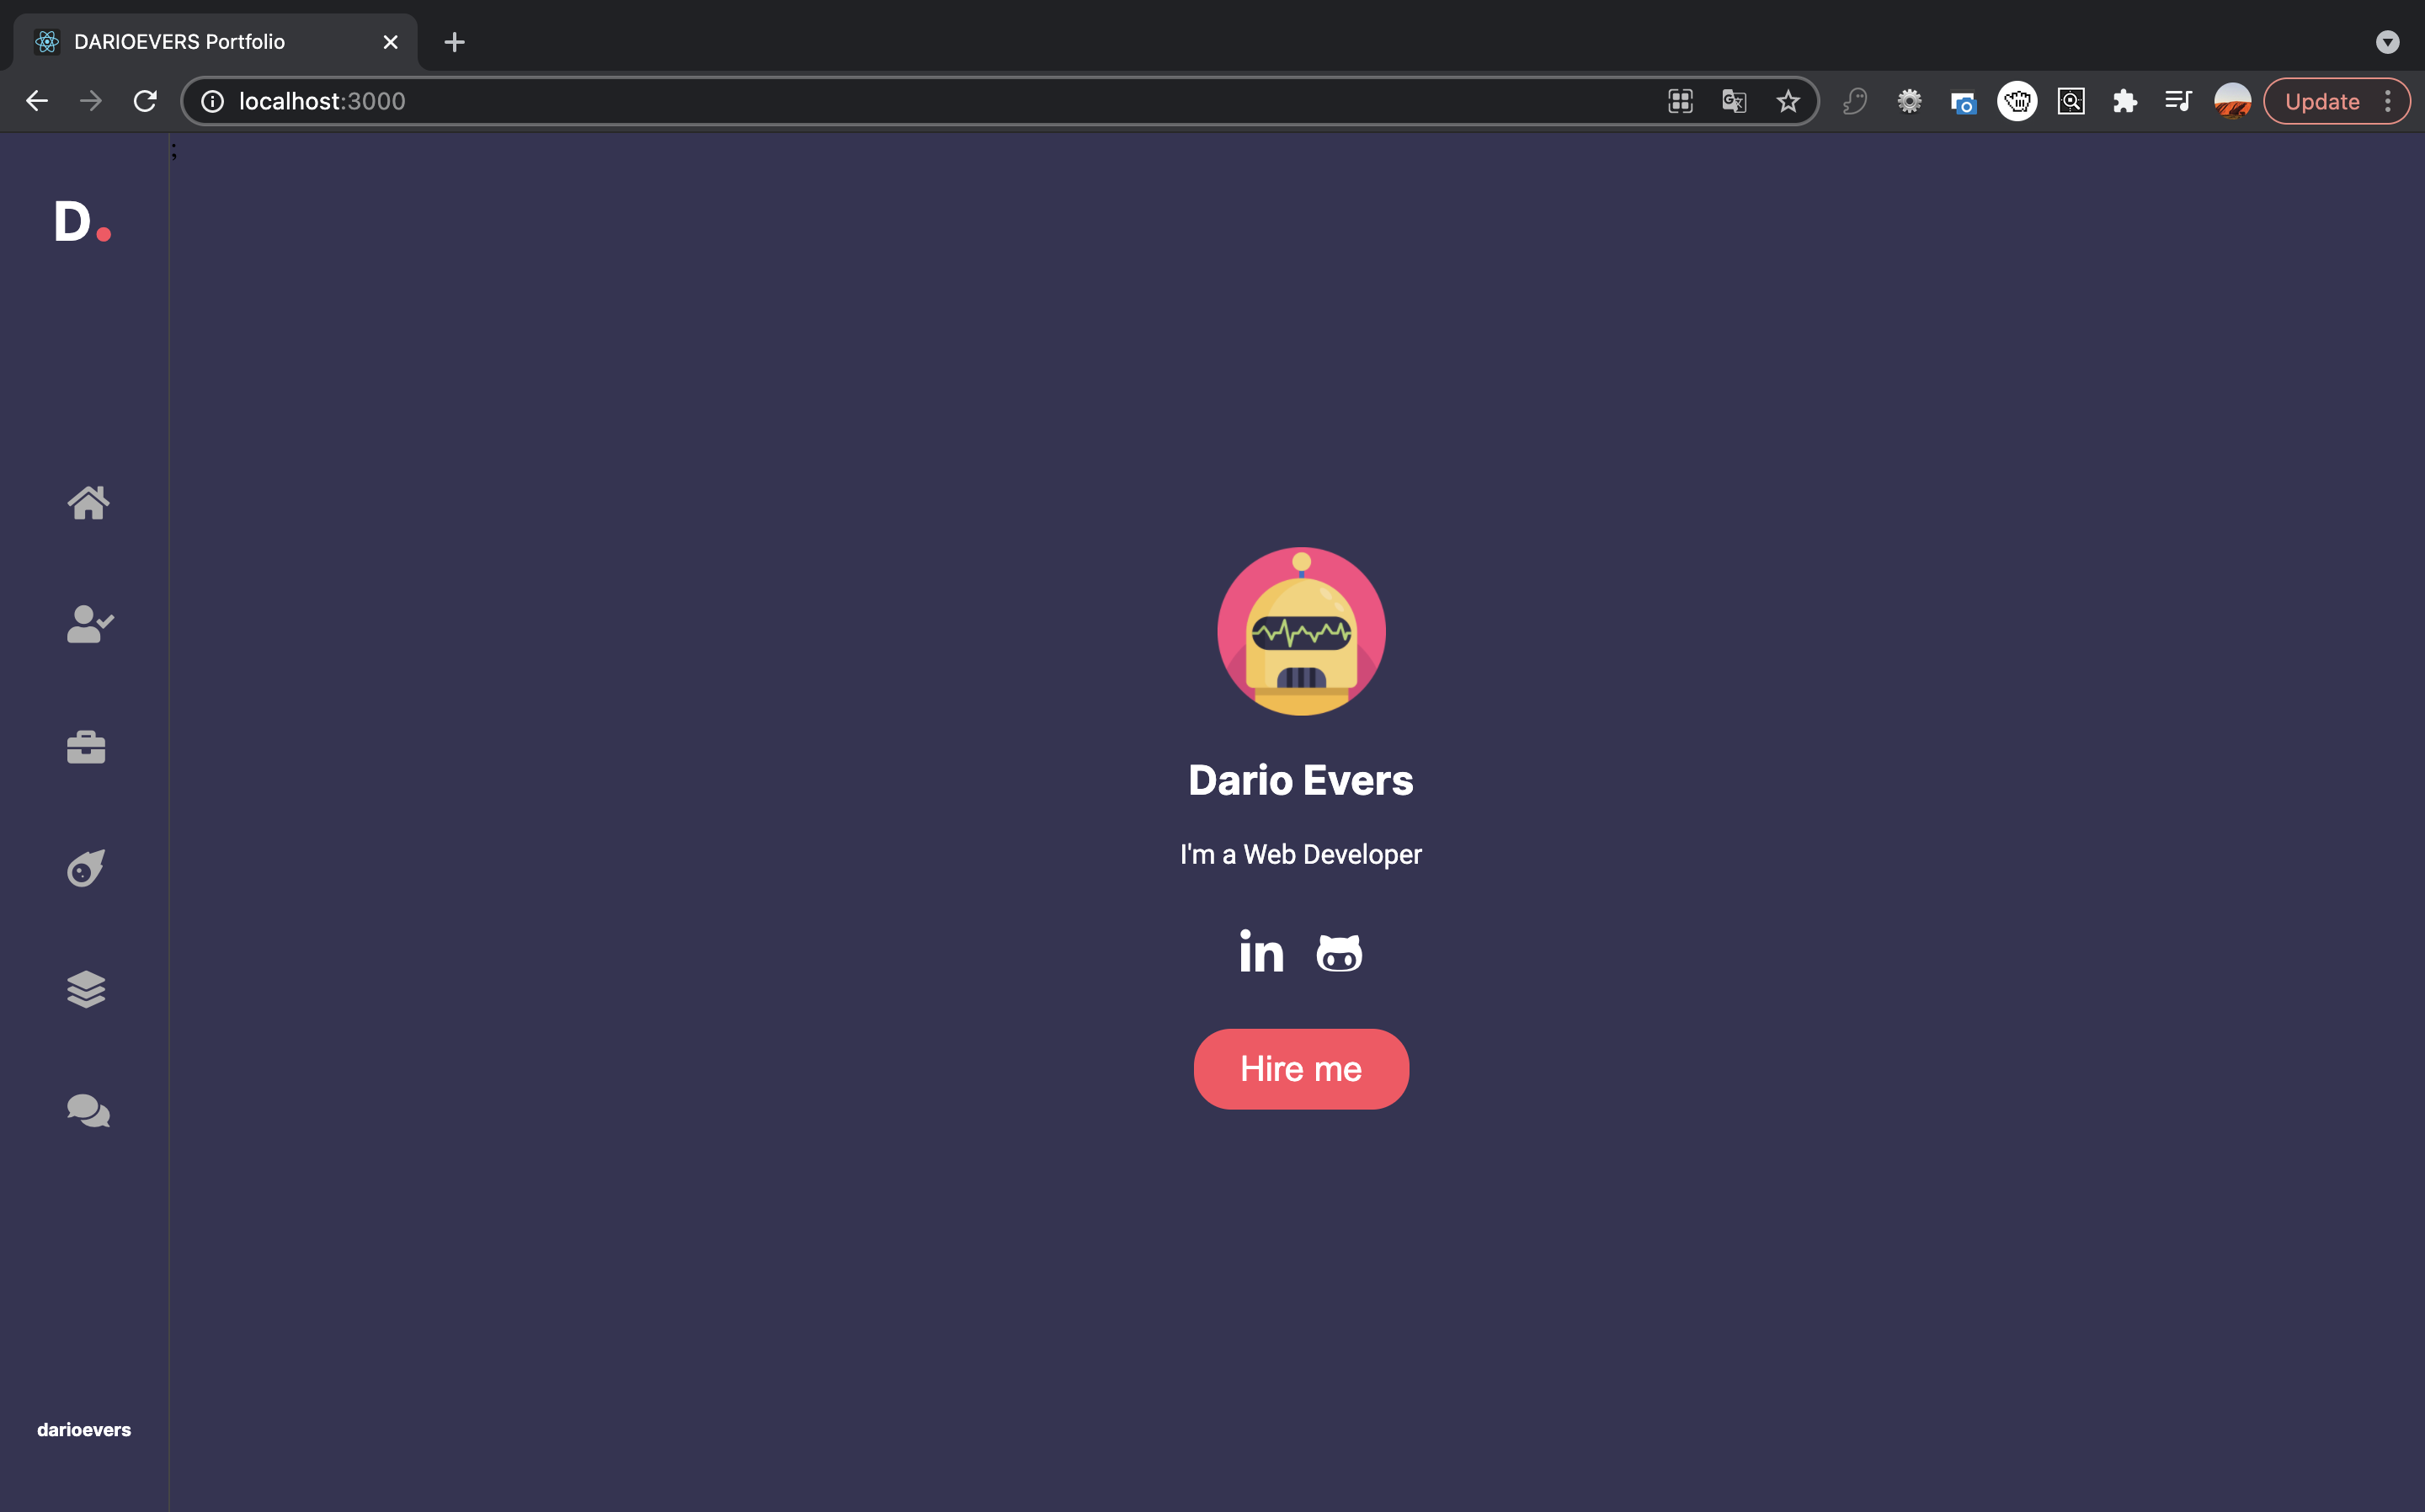 DARIOEVERS Portfolio
localhost:3000
Update
;
D.
Dario Evers
I'm a Web Developer
in
Hire me
darioevers